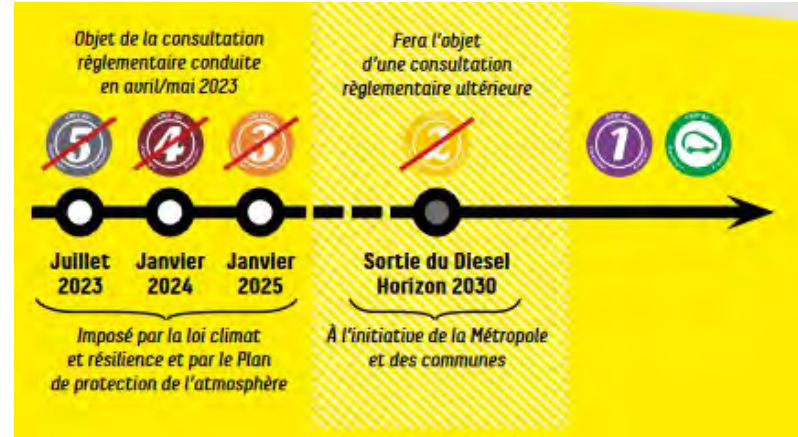 Objet de la consultation
règlementaire conduite
en avril/mai 2023
Fera l'objet
d'une consultation
règlementaire ultérieure
5
4
3
2
1
Juillet
2023
Janvier
2024
Janvier
2025
Sortie du Diesel
Horizon 2030
Imposé par la loi climat
et résilience et par le Plan
de protection de l'atmosphère
À l'initiative de la Métropole
et des communes